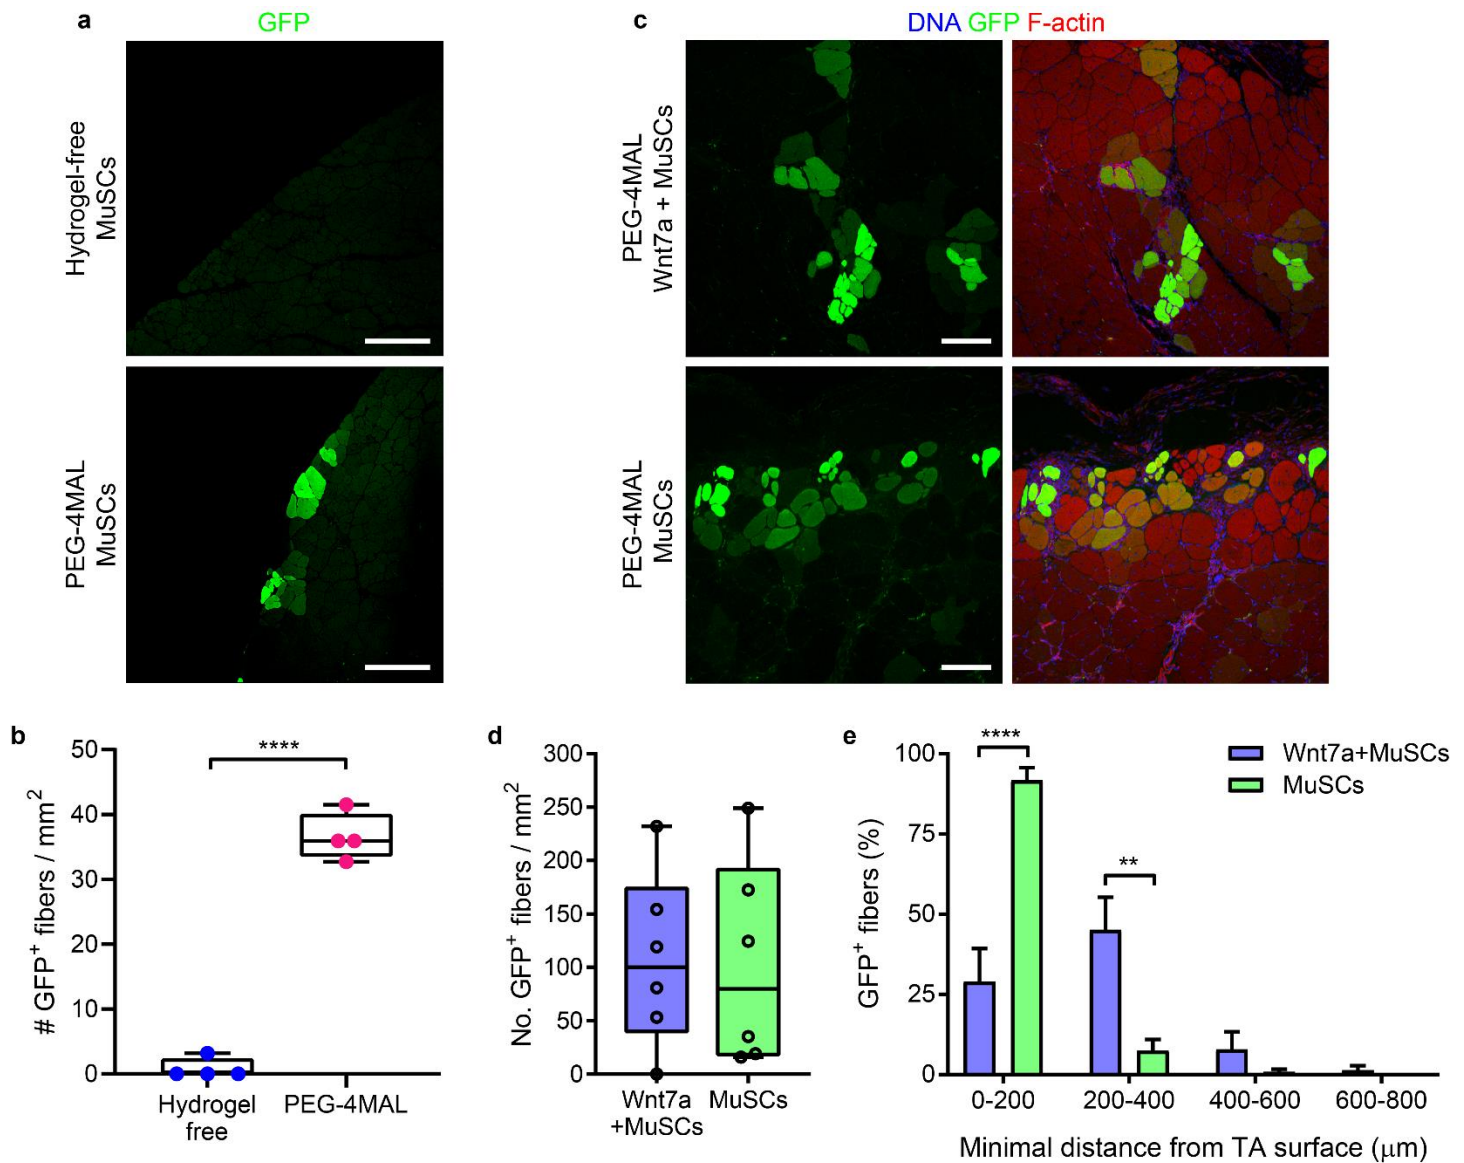 a
GFP
Hydrogel-free
MuSCs
PEG-4MAL
MuSCs
c
DNA GFP F-actin
PEG-4MAL
Wnt7a + MuSCs
PEG-4MAL
MuSCs
b
# GFP⁺ fibers / mm²
50
40
30
20
10
0
****
Hydrogel
free
PEG-4MAL
d
No. GFP⁺ fibers / mm²
300
250
200
150
100
50
0
Wnt7a
+MuSCs
MuSCs
e
GFP⁺ fibers (%)
100
75
50
25
0
****
**
Wnt7a+MuSCs
MuSCs
0-200
200-400
400-600
600-800
Minimal distance from TA surface (μm)